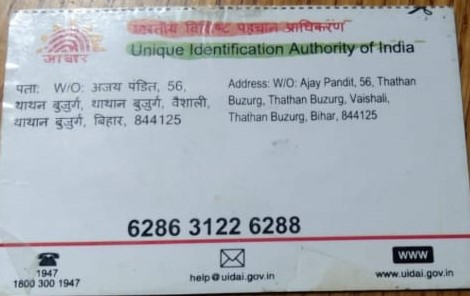 भारतीय विशिष्ट पहचान प्राधिकरण
आधार
Unique Identification Authority of India
पता: W/O: अजय पंडित, 56,
थाथन बुजुर्ग, थाथान बुजुर्ग, वैशाली,
थाथान बुजुर्ग, बिहार, 844125
Address: W/O: Ajay Pandit, 56, Thathan
Buzurg, Thathan Buzurg, Vaishali,
Thathan Buzurg, Bihar, 844125
6286 3122 6288
1947
1800 300 1947
help@uidai.gov.in
www
www.uidai.gov.in